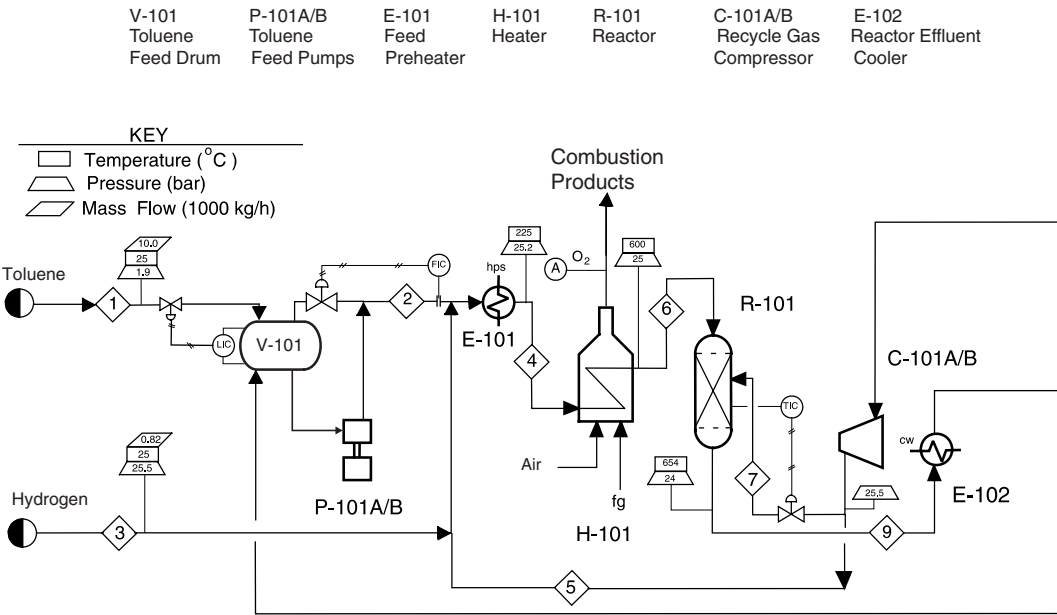 V-101 P-101A/B E-101 H-101 R-101 C-101A/B E-102
Toluene Toluene Feed Heater Reactor Recycle Gas Reactor Effluent
Feed Drum Feed Pumps Preheater Compressor Cooler
KEY
Temperature (°C)
Pressure (bar)
Mass Flow (1000 kg/h)
Combustion
Products
10.0
25
1.9
225
25.2
600
25
A
O2
FIC
hps
Toluene
1
2
6
R-101
E-101
LIC
V-101
4
C-101A/B
TIC
0.82
25
25.5
cw
Air
654
24
7
25.5
E-102
Hydrogen
P-101A/B
fg
3
H-101
9
5